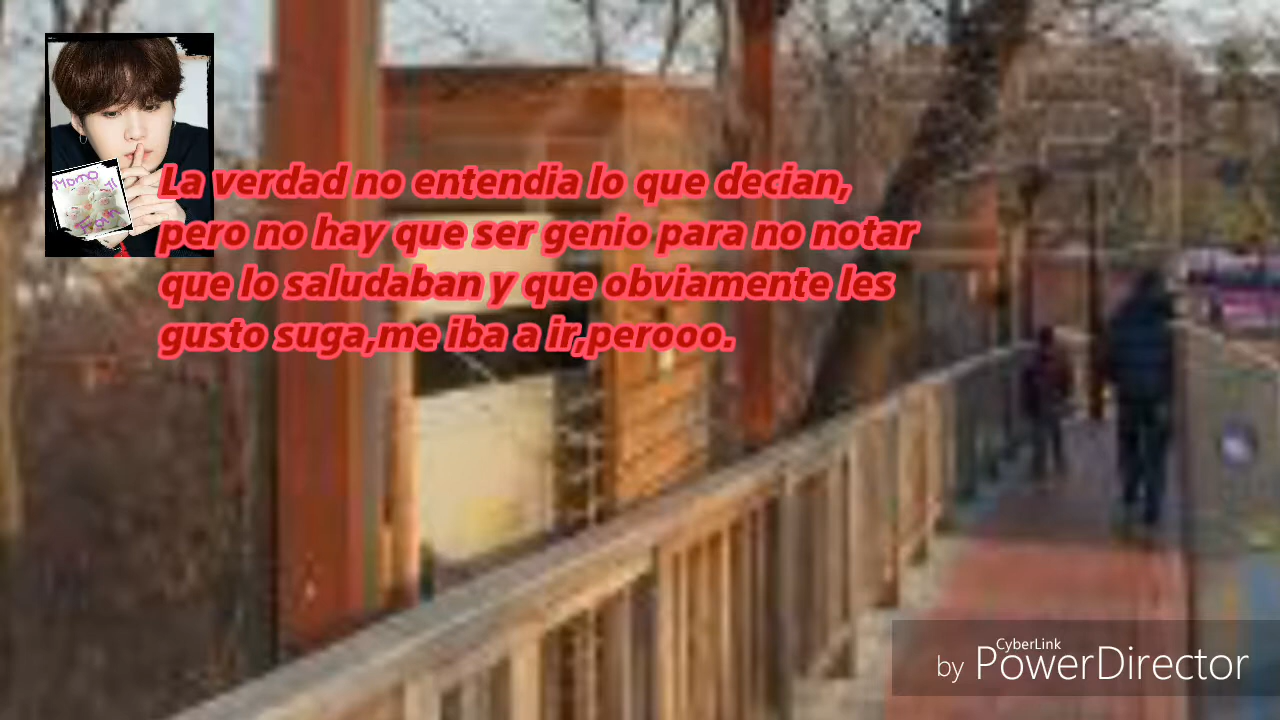 MOMO
La verdad no entendia lo que decian,
pero no hay que ser genio para no notar
que lo saludaban y que obviamente les
gusto suga,me iba a ir,perooo.
by CyberLink PowerDirector